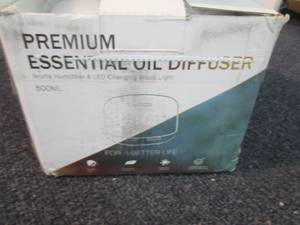 PREMIUM
ESSENTIAL OIL DIFFUSER
Aroma Humidifier & LED Changing Mood Light
500ML
FOR A BETTER LIFE